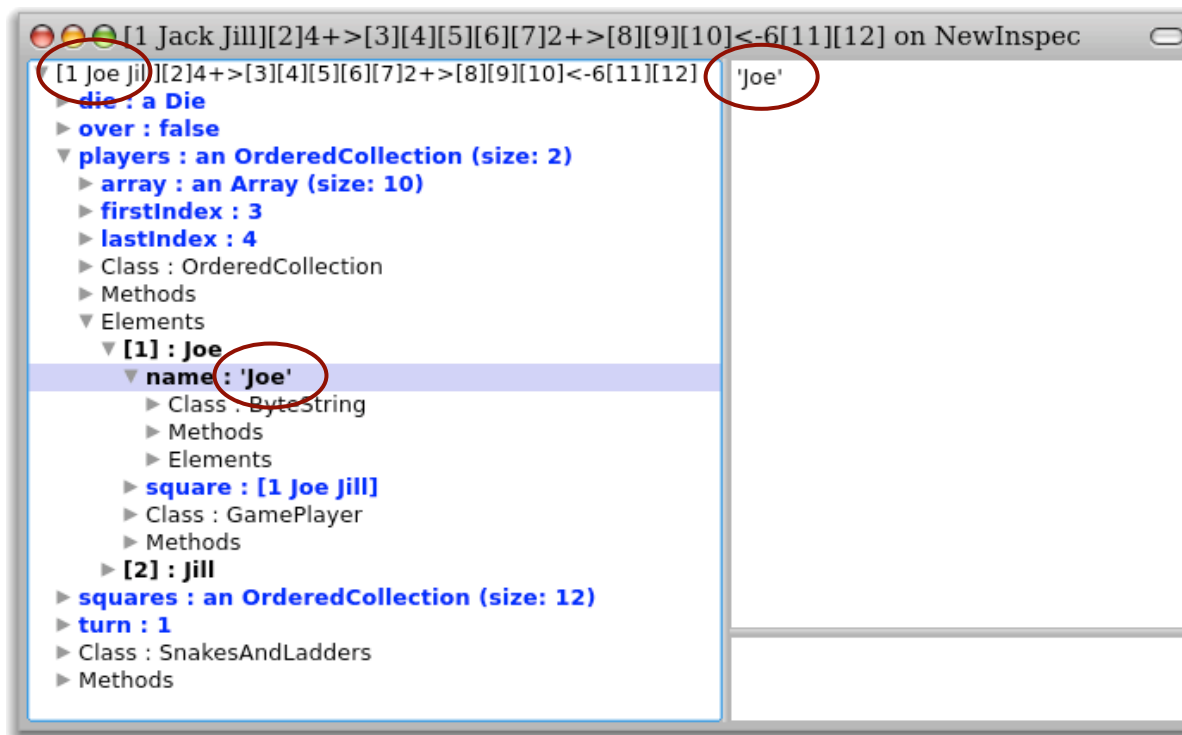 [1 Jack Jill][2]4+>[3][4][5][6][7]2+>[8][9][10]<-6[11][12] on NewInspec
[1 Joe Jill][2]4+>[3][4][5][6][7]2+>[8][9][10]<-6[11][12]
'Joe'
die : a Die
over : false
players : an OrderedCollection (size: 2)
array : an Array (size: 10)
firstIndex : 3
lastIndex : 4
Class : OrderedCollection
Methods
Elements
[1] : Joe
name : 'Joe'
Class : ByteString
Methods
Elements
square : [1 Joe Jill]
Class : GamePlayer
Methods
[2] : Jill
squares : an OrderedCollection (size: 12)
turn : 1
Class : SnakesAndLadders
Methods